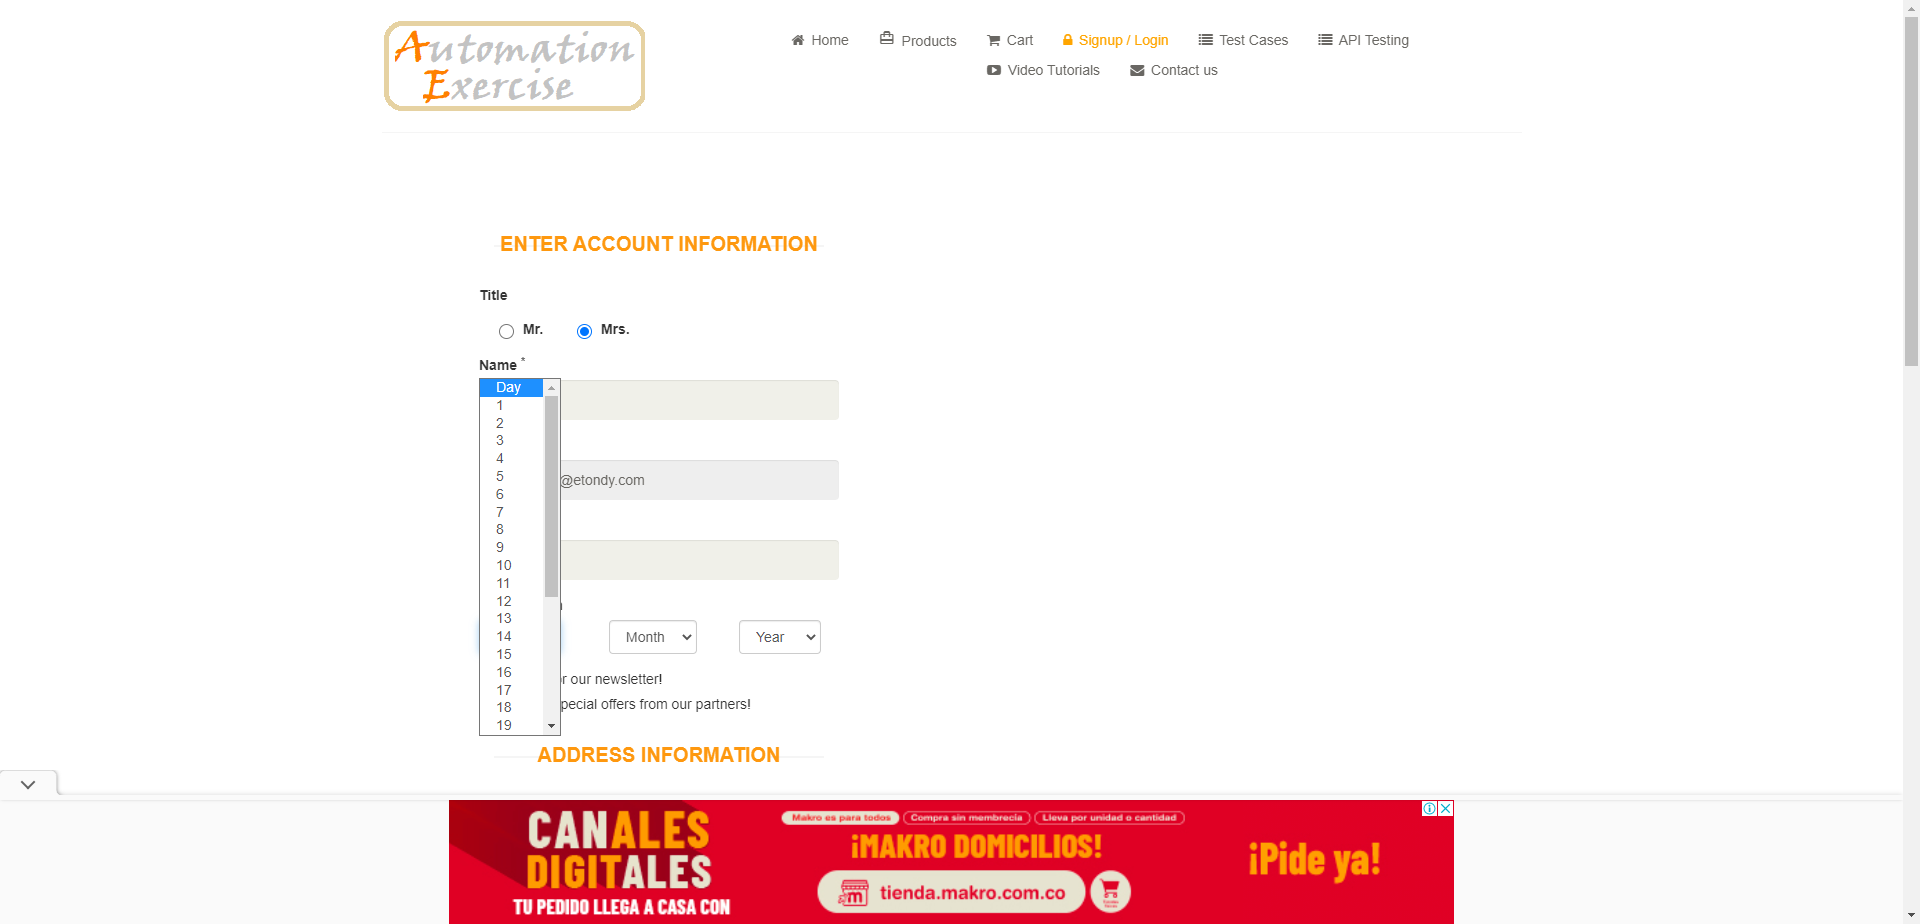 Automation
Exercise
Home
Products
Cart
Signup / Login
Test Cases
API Testing
Video Tutorials
Contact us
ENTER ACCOUNT INFORMATION
Title
Mr.
Mrs.
Name *
Day
1
2
3
4
5
6
7
8
9
10
11
12
13
14
15
16
17
18
19
@etondy.com
Month
Year
r our newsletter!
pecial offers from our partners!
ADDRESS INFORMATION
CANALES
DIGITALES
TU PEDIDO LLEGA A CASA CON
Makro es para todos
Compra sin membrecía
Lleva por unidad o cantidad
¡MAKRO DOMICILIOS!
m
tienda.makro.com.co
¡Pide ya!